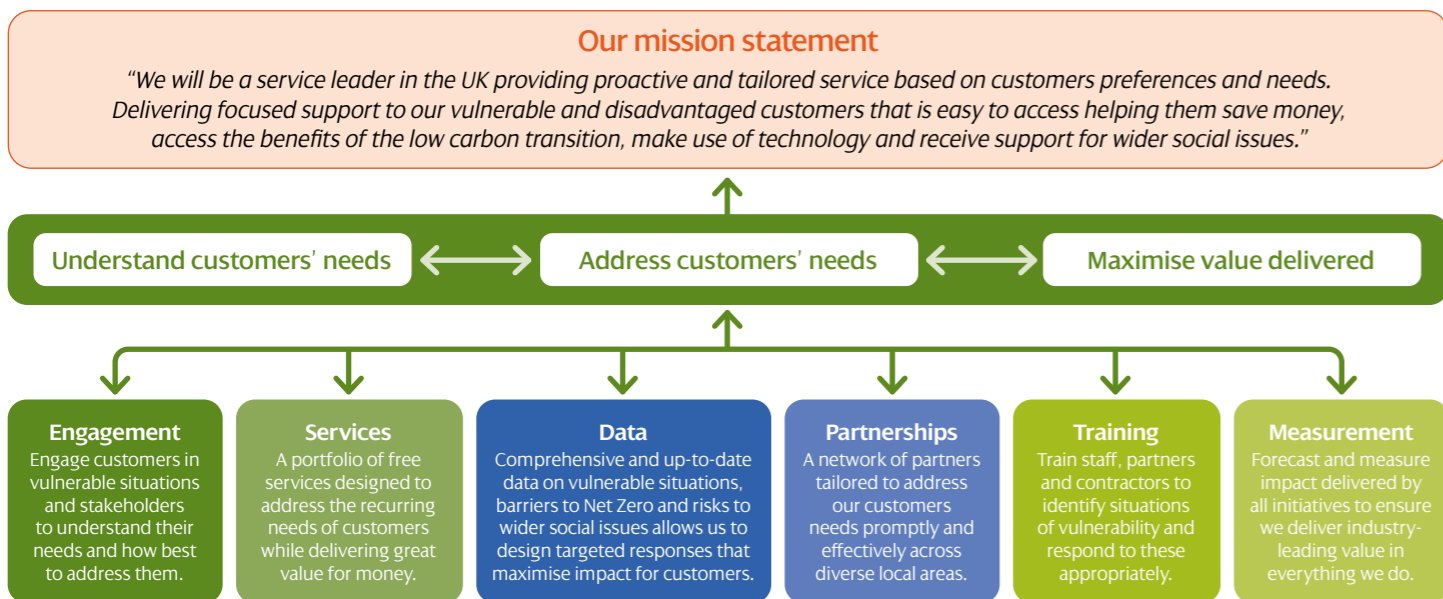 Our mission statement
“We will be a service leader in the UK providing proactive and tailored service based on customers preferences and needs.
Delivering focused support to our vulnerable and disadvantaged customers that is easy to access helping them save money,
access the benefits of the low carbon transition, make use of technology and receive support for wider social issues.”
Understand customers’ needs
Address customers’ needs
Maximise value delivered
Engagement
Engage customers in
vulnerable situations
and stakeholders
to understand their
needs and how best
to address them.
Services
A portfolio of free
services designed to
address the recurring
needs of customers
while delivering great
value for money.
Data
Comprehensive and up-to-date
data on vulnerable situations,
barriers to Net Zero and risks to
wider social issues allows us to
design targeted responses that
maximise impact for customers.
Partnerships
A network of partners
tailored to address
our customers
needs promptly and
effectively across
diverse local areas.
Training
Train staff, partners
and contractors to
identify situations
of vulnerability and
respond to these
appropriately.
Measurement
Forecast and measure
impact delivered by
all initiatives to ensure
we deliver industry-
leading value in
everything we do.